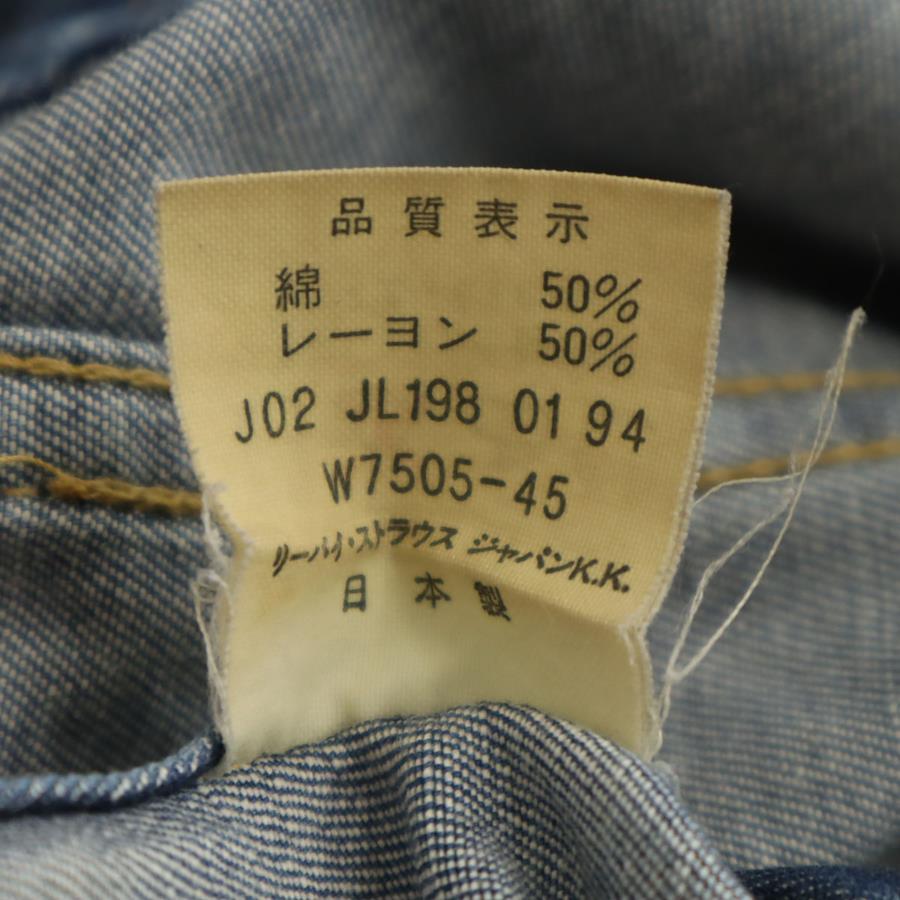 品質表示
綿 50%
レーヨン 50%
J02 JL198 01 94
W7505-45
リーバイ・ストラウス ジャパンK.K.
日本製